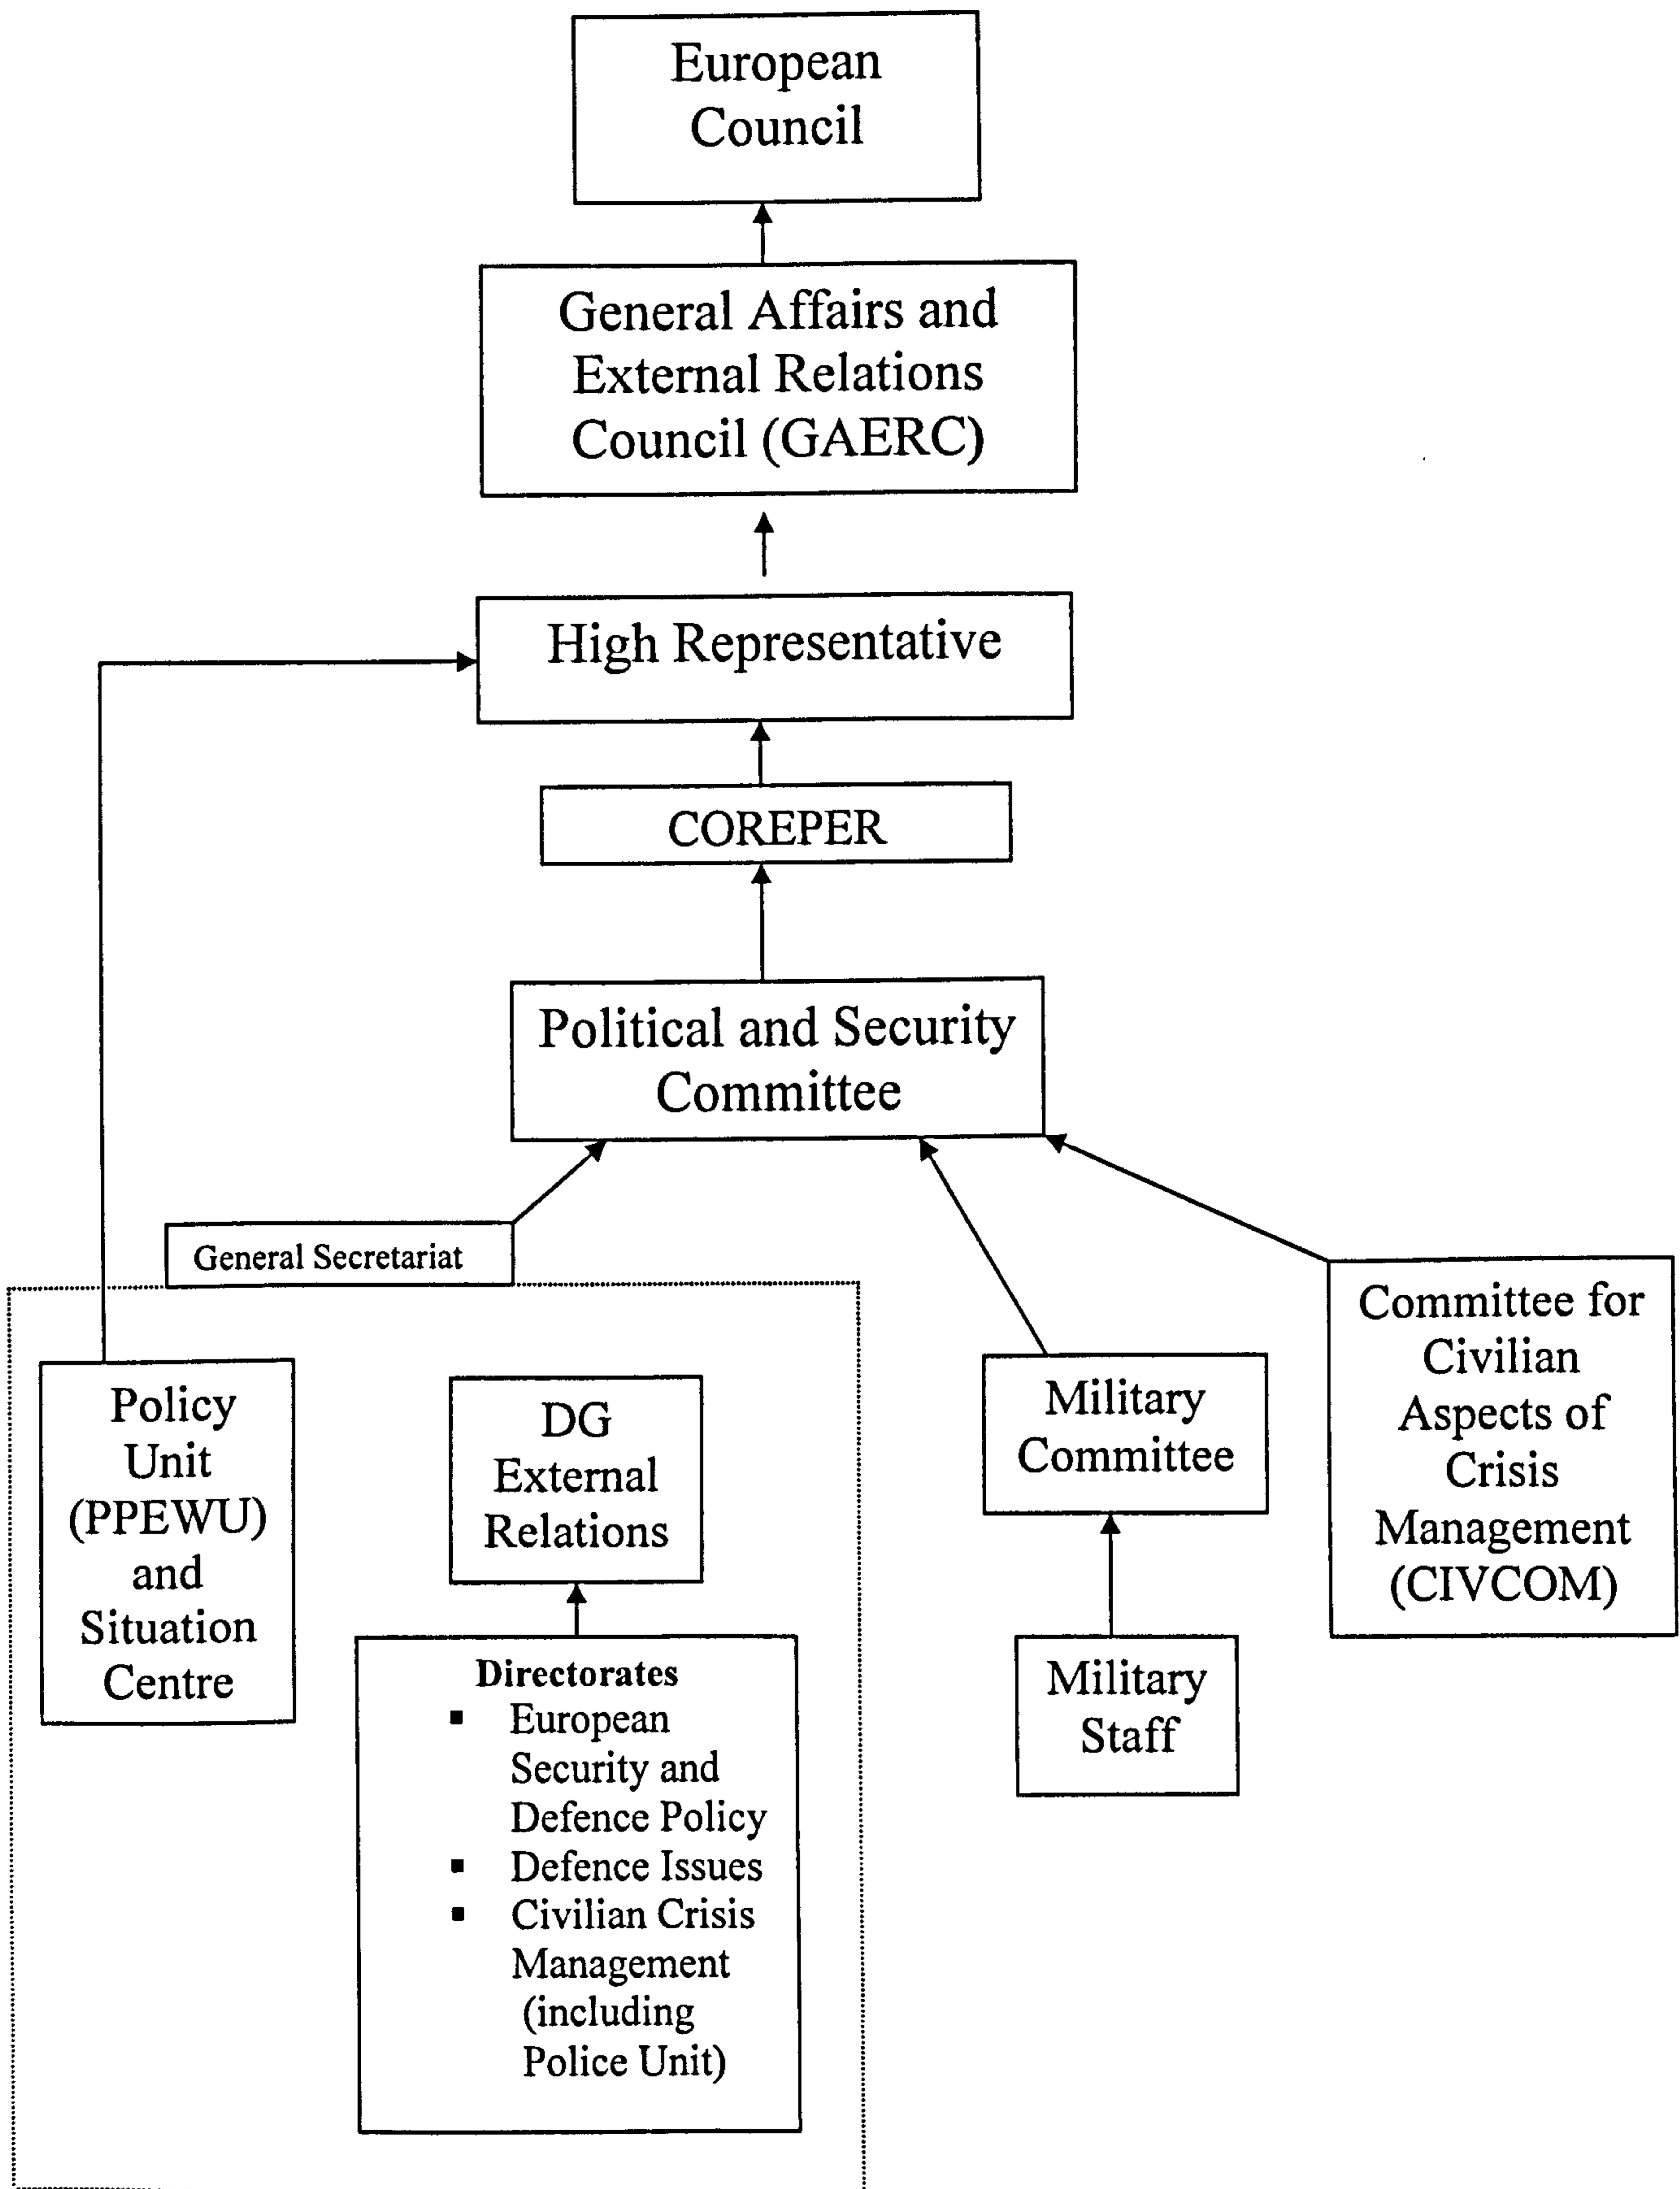 European
Council
General Affairs and
External Relations
Council (GAERC)
High Representative
COREPER
Political and Security
Committee
General Secretariat
Policy
Unit
(PPEWU)
and
Situation
Centre
DG
External
Relations
Directorates
▪ European
Security and
Defence Policy
▪ Defence Issues
▪ Civilian Crisis
Management
(including
Police Unit)
Military
Committee
Military
Staff
Committee for
Civilian
Aspects of
Crisis
Management
(CIVCOM)